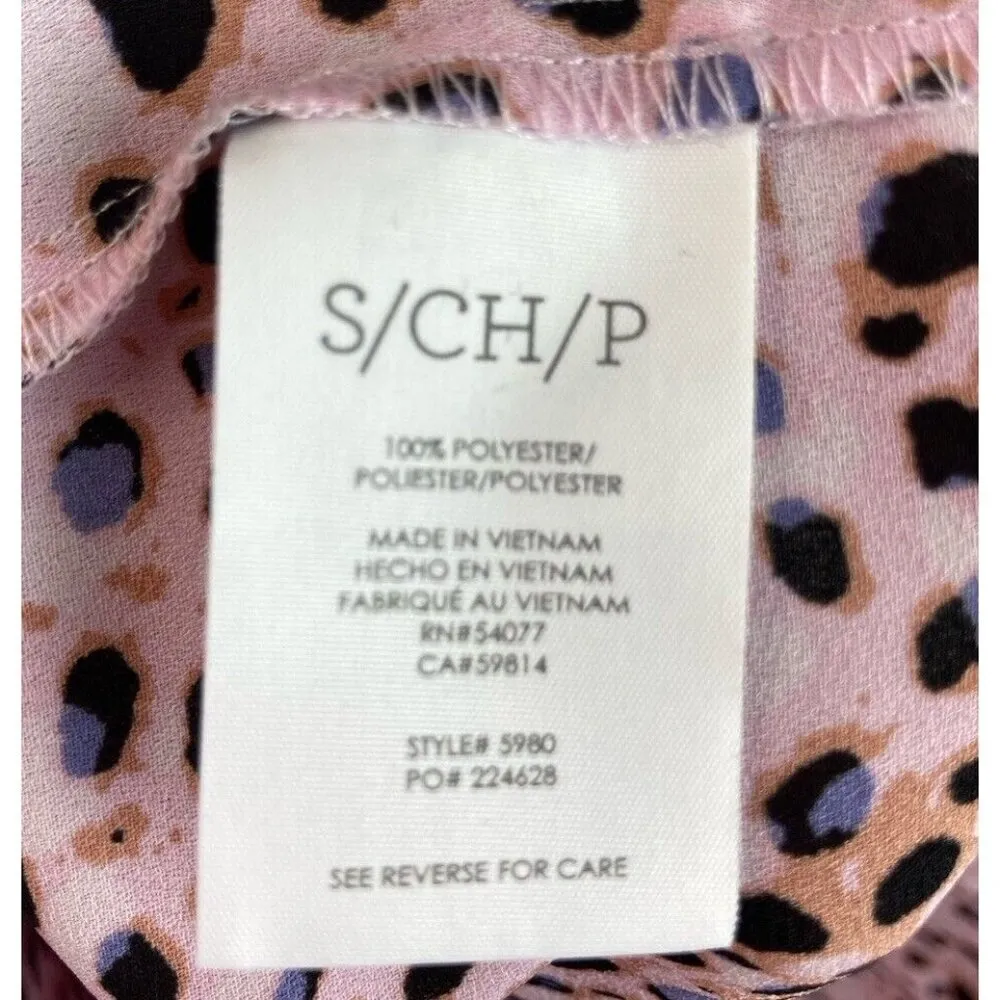 S/CH/P
100% POLYESTER/
POLIESTER/POLYESTER
MADE IN VIETNAM
HECHO EN VIETNAM
FABRIQUÉ AU VIETNAM
RN#54077
CA#59814
STYLE# 5980
PO# 224628
SEE REVERSE FOR CARE